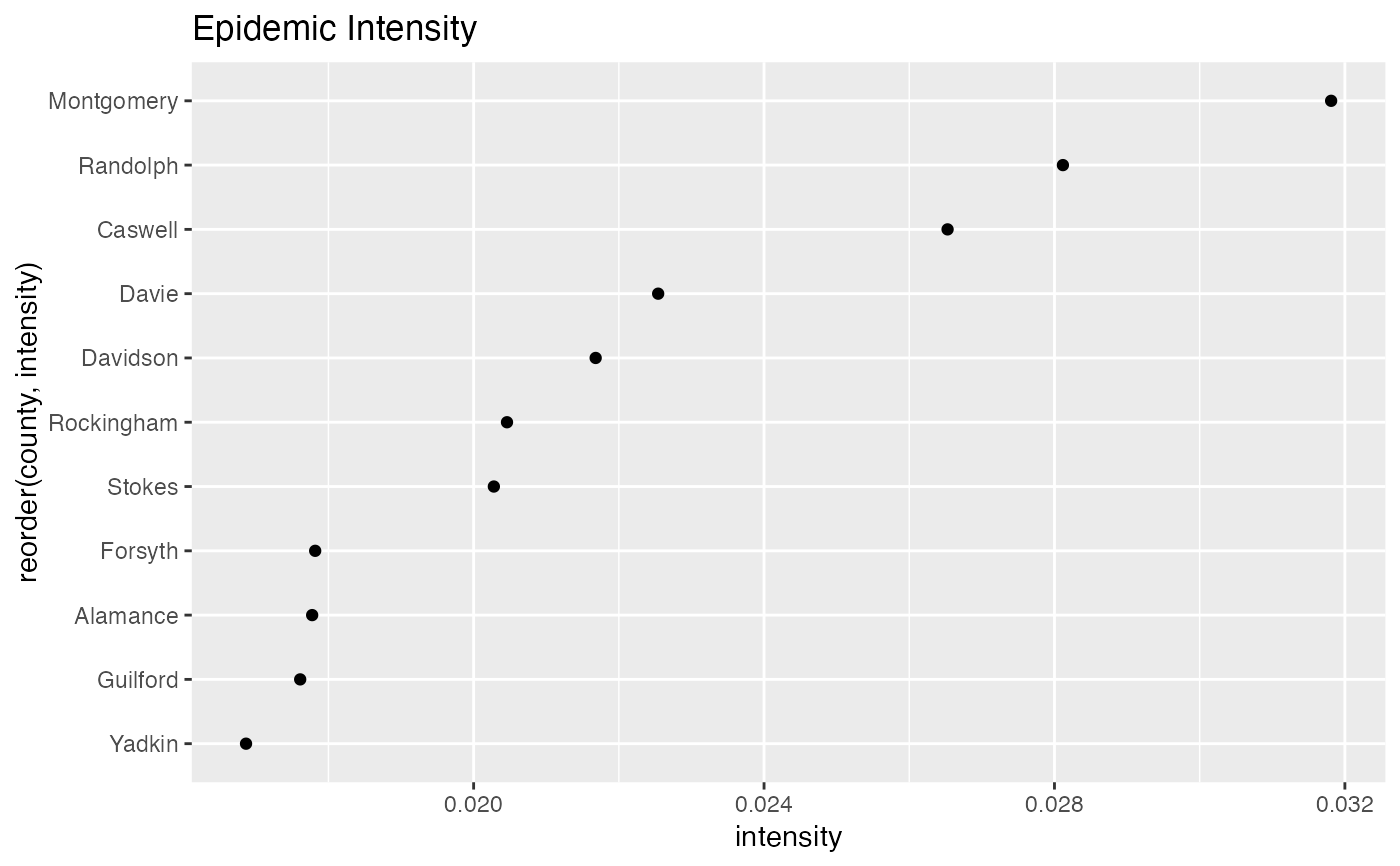 Epidemic Intensity
reorder(county, intensity)
Montgomery
Randolph
Caswell
Davie
Davidson
Rockingham
Stokes
Forsyth
Alamance
Guilford
Yadkin
0.020 0.024 0.028 0.032
intensity